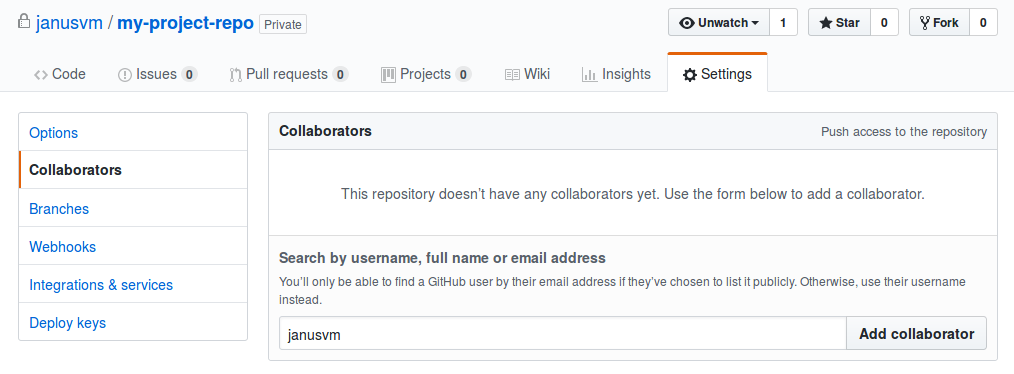 janusvm / my-project-repo Private Unwatch 1 Star 0 Fork 0
Code Issues 0 Pull requests 0 Projects 0 Wiki Insights Settings
Options
Collaborators
Branches
Webhooks
Integrations & services
Deploy keys
Collaborators Push access to the repository
This repository doesn’t have any collaborators yet. Use the form below to add a collaborator.
Search by username, full name or email address
You’ll only be able to find a GitHub user by their email address if they’ve chosen to list it publicly. Otherwise, use their username
instead.
janusvm Add collaborator